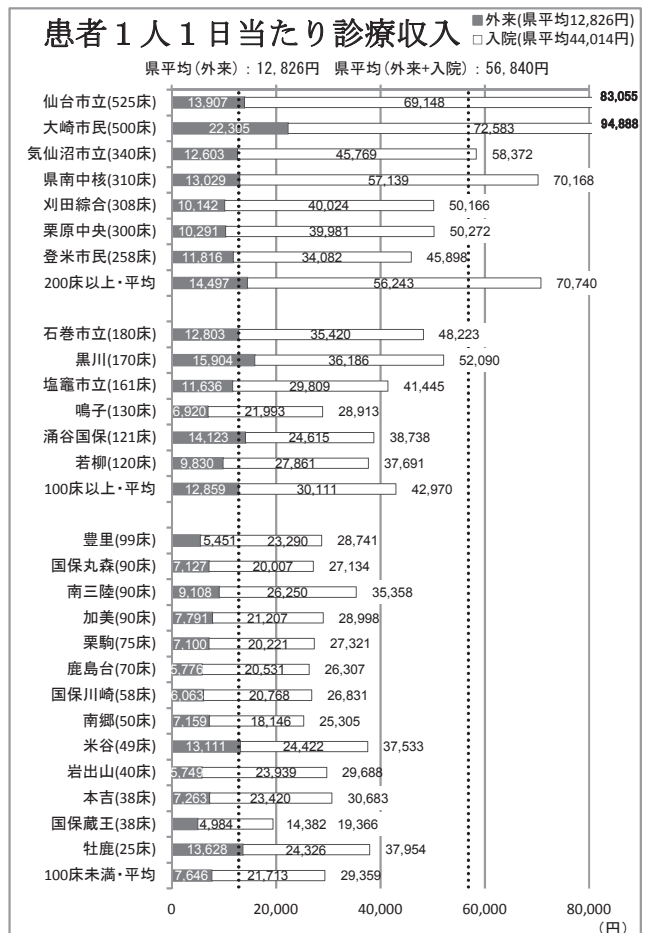 患者１人１日当たり診療収入
■外来(県平均12,826円)
□入院(県平均44,014円)
県平均(外来)：12,826円 県平均(外来+入院)：56,840円
仙台市立(525床) 13,907 69,148 83,055
大崎市民(500床) 22,305 72,583 94,888
気仙沼市立(340床) 12,603 45,769 58,372
県南中核(310床) 13,029 57,139 70,168
刈田綜合(308床) 10,142 40,024 50,166
栗原中央(300床) 10,291 39,981 50,272
登米市民(258床) 11,816 34,082 45,898
200床以上・平均 14,497 56,243 70,740
石巻市立(180床) 12,803 35,420 48,223
黒川(170床) 15,904 36,186 52,090
塩竈市立(161床) 11,636 29,809 41,445
鳴子(130床) 6,920 21,993 28,913
涌谷国保(121床) 14,123 24,615 38,738
若柳(120床) 9,830 27,861 37,691
100床以上・平均 12,859 30,111 42,970
豊里(99床) 5,451 23,290 28,741
国保丸森(90床) 7,127 20,007 27,134
南三陸(90床) 9,108 26,250 35,358
加美(90床) 7,791 21,207 28,998
栗駒(75床) 7,100 20,221 27,321
鹿島台(70床) 5,776 20,531 26,307
国保川崎(58床) 6,063 20,768 26,831
南郷(50床) 7,159 18,146 25,305
米谷(49床) 13,111 24,422 37,533
岩出山(40床) 5,749 23,939 29,688
本吉(38床) 7,263 23,420 30,683
国保蔵王(38床) 4,984 14,382 19,366
牡鹿(25床) 13,628 24,326 37,954
100床未満・平均 7,646 21,713 29,359
0 20,000 40,000 60,000 80,000
(円)